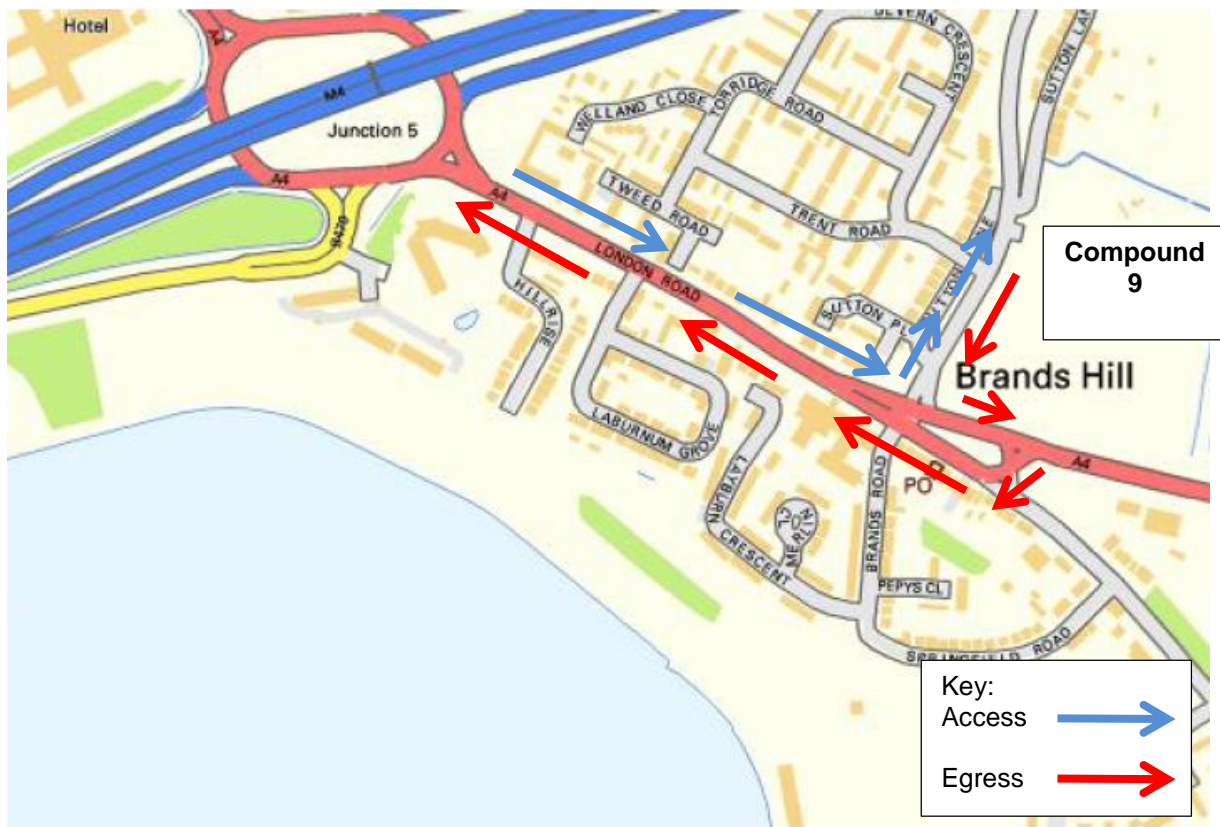 Hotel
A4
M4
Junction 5
A4
B470
A4
LONDON ROAD
HILLRISE
WELLAND CLOSE
TORRIDGE ROAD
TWEED ROAD
TRENT ROAD
SEVERN CRESCENT
SUTTON LA
SUTTON PL
Compound
9
Brands Hill
A4
PO
LABURNUM GROVE
LAYBURN CRESCENT
MERLIN
CL
BRANDS ROAD
PEPYS CL
SPRINGFIELD ROAD
Key:
Access
Egress